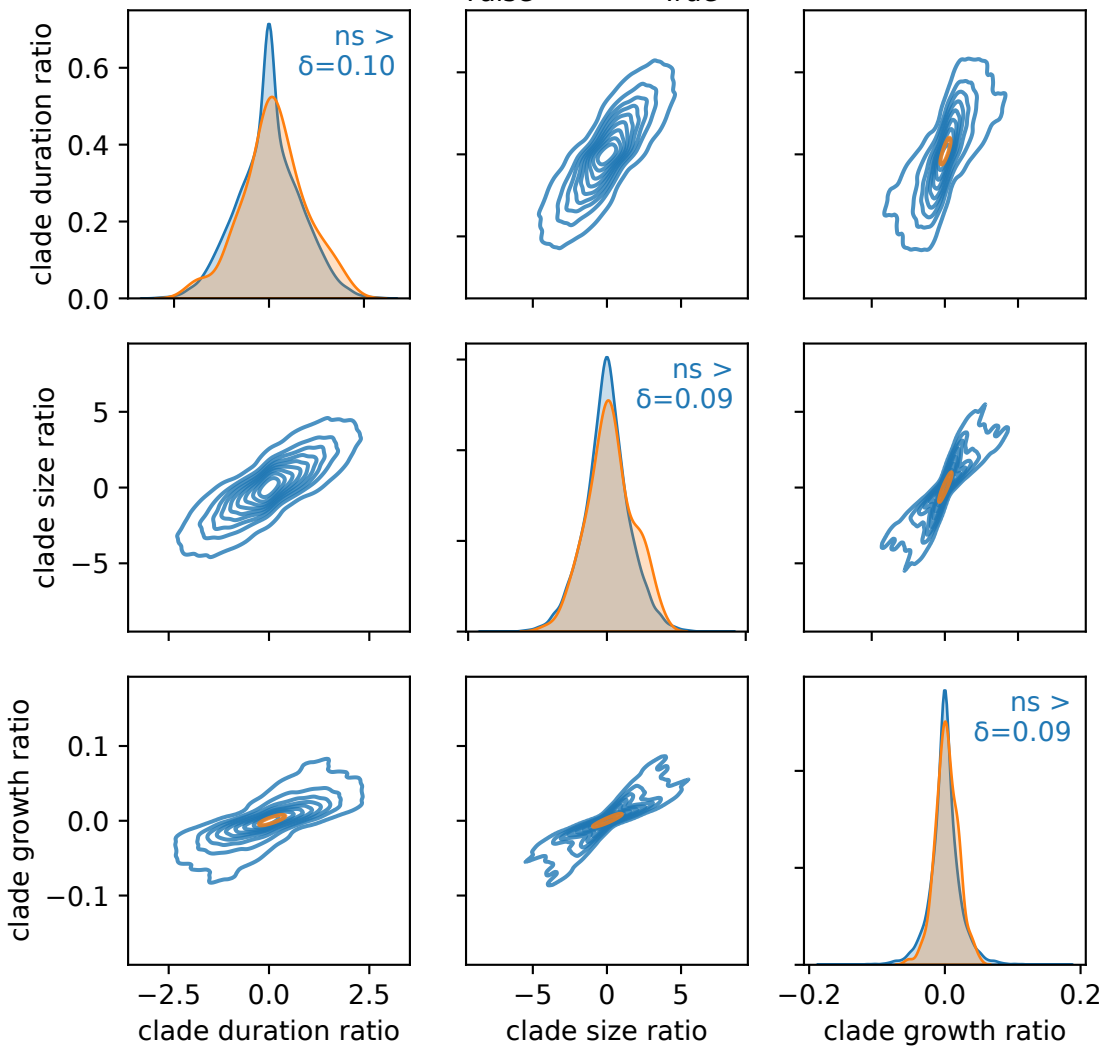 clade duration ratio
0.6
0.4
0.2
0.0
ns >
δ=0.10
clade size ratio
5
0
−5
ns >
δ=0.09
clade growth ratio
0.1
0.0
−0.1
ns >
δ=0.09
−2.5 0.0 2.5
−5 0 5
−0.2 0.0 0.2
clade duration ratio
clade size ratio
clade growth ratio